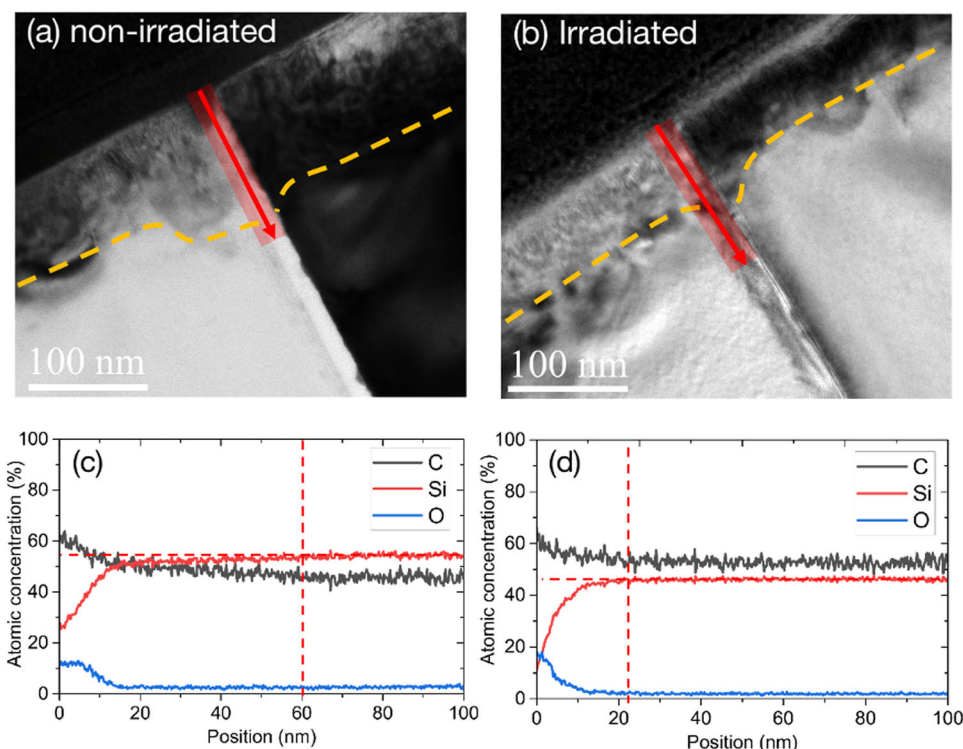 (a) non-irradiated
(b) Irradiated
100 nm
100 nm
(c)
C
Si
O
Atomic concentration (%)
100
80
60
40
20
0
0 20 40 60 80 100
Position (nm)
(d)
C
Si
O
Atomic concentration (%)
100
80
60
40
20
0
0 20 40 60 80 100
Position (nm)